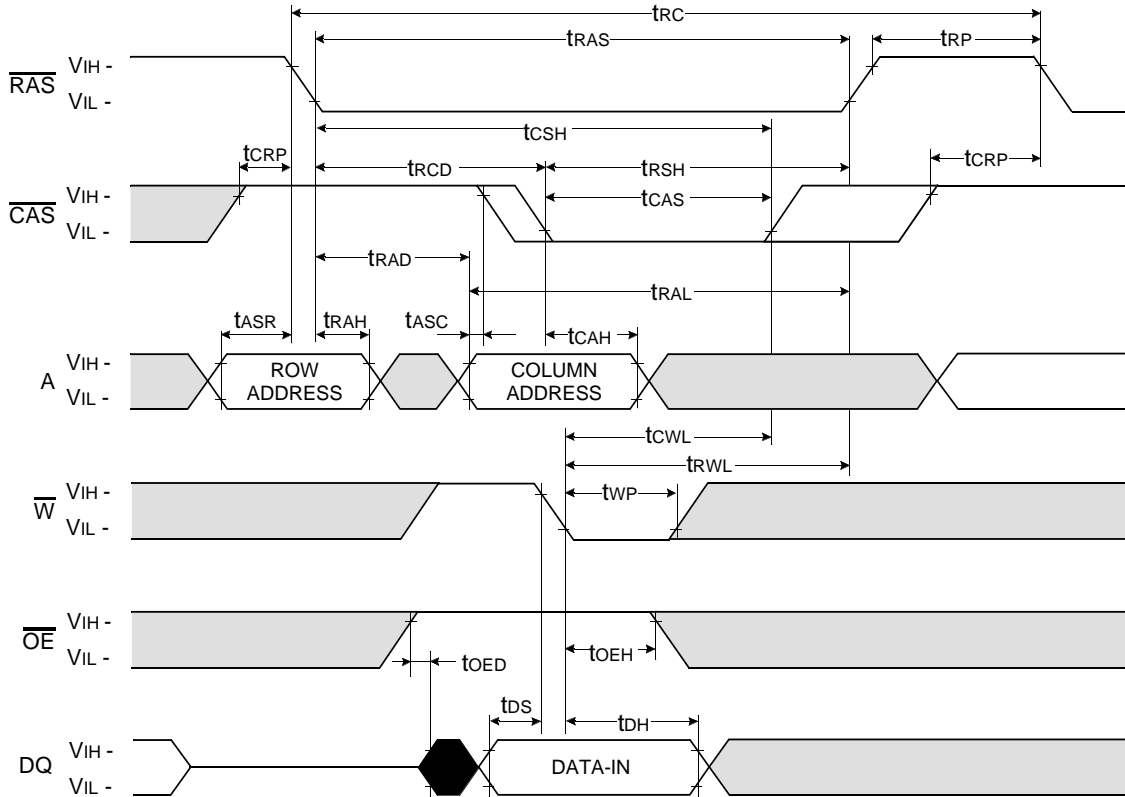 tRC
tRAS
tRP
RAS
VIH -
VIL -
tCSH
tCRP
tRCD
tRSH
tCRP
CAS
VIH -
VIL -
tCAS
tRAD
tRAL
tASR
tRAH
tASC
tCAH
A
VIH -
VIL -
ROW
ADDRESS
COLUMN
ADDRESS
tCWL
tRWL
W
VIH -
VIL -
tWP
OE
VIH -
VIL -
tOED
tOEH
tDS
tDH
DQ
VIH -
VIL -
DATA-IN